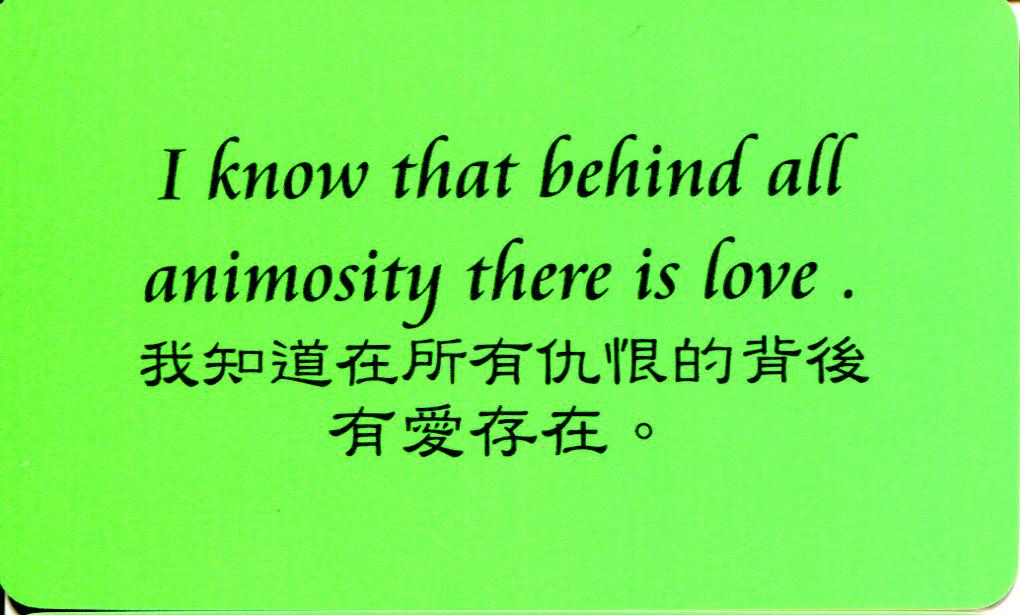 I know that behind all
animosity there is love .
我知道在所有仇恨的背後
有愛存在。